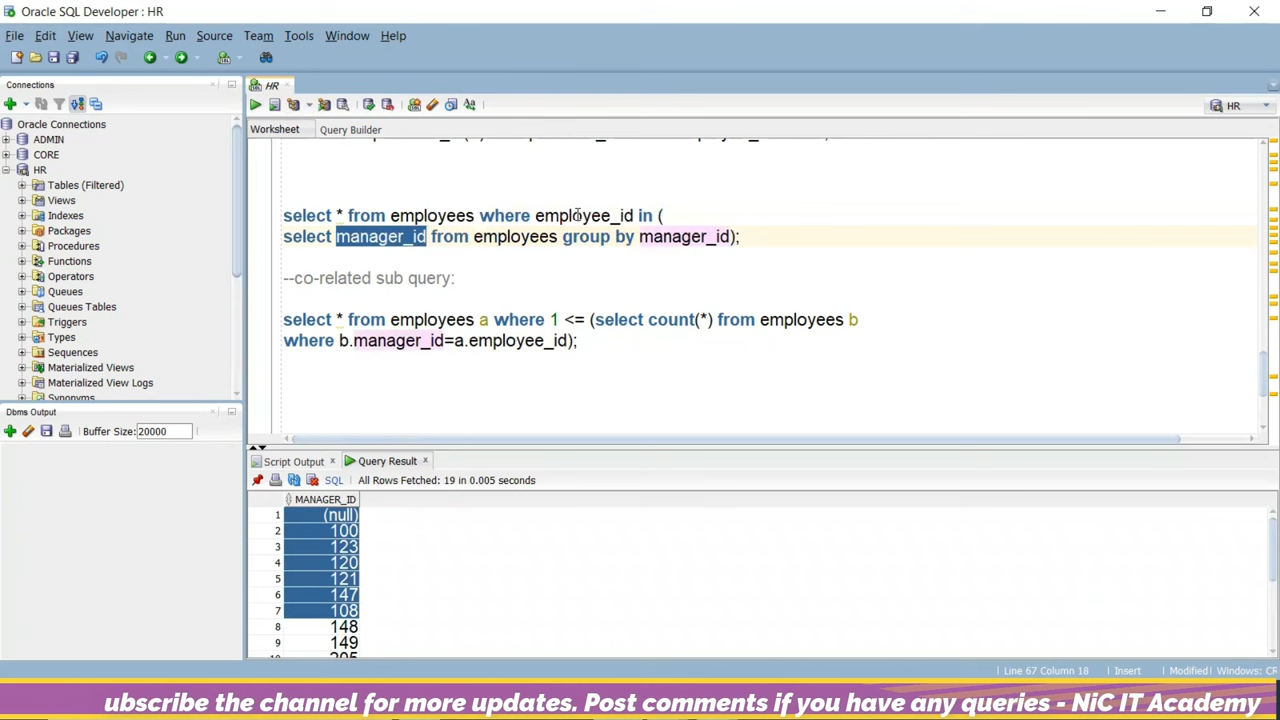 Oracle SQL Developer : HR
File Edit View Navigate Run Source Team Tools Window Help
Connections
Oracle Connections
ADMIN
CORE
HR
Tables (Filtered)
Views
Indexes
Packages
Procedures
Functions
Operators
Queues
Queues Tables
Triggers
Types
Sequences
Materialized Views
Materialized View Logs
Synonyms
Dbms Output
Buffer Size: 20000
HR
HR
Worksheet Query Builder
select * from employees where employee_id in (
select manager_id from employees group by manager_id);
--co-related sub query:
select * from employees a where 1 <= (select count(*) from employees b
where b.manager_id=a.employee_id);
Script Output Query Result
SQL All Rows Fetched: 19 in 0.005 seconds
MANAGER_ID
1 (null)
2 100
3 123
4 120
5 121
6 147
7 108
8 148
9 149
10 205
Line 67 Column 18 Insert Modified Windows: CR
ubscribe the channel for more updates. Post comments if you have any queries - NiC IT Academy